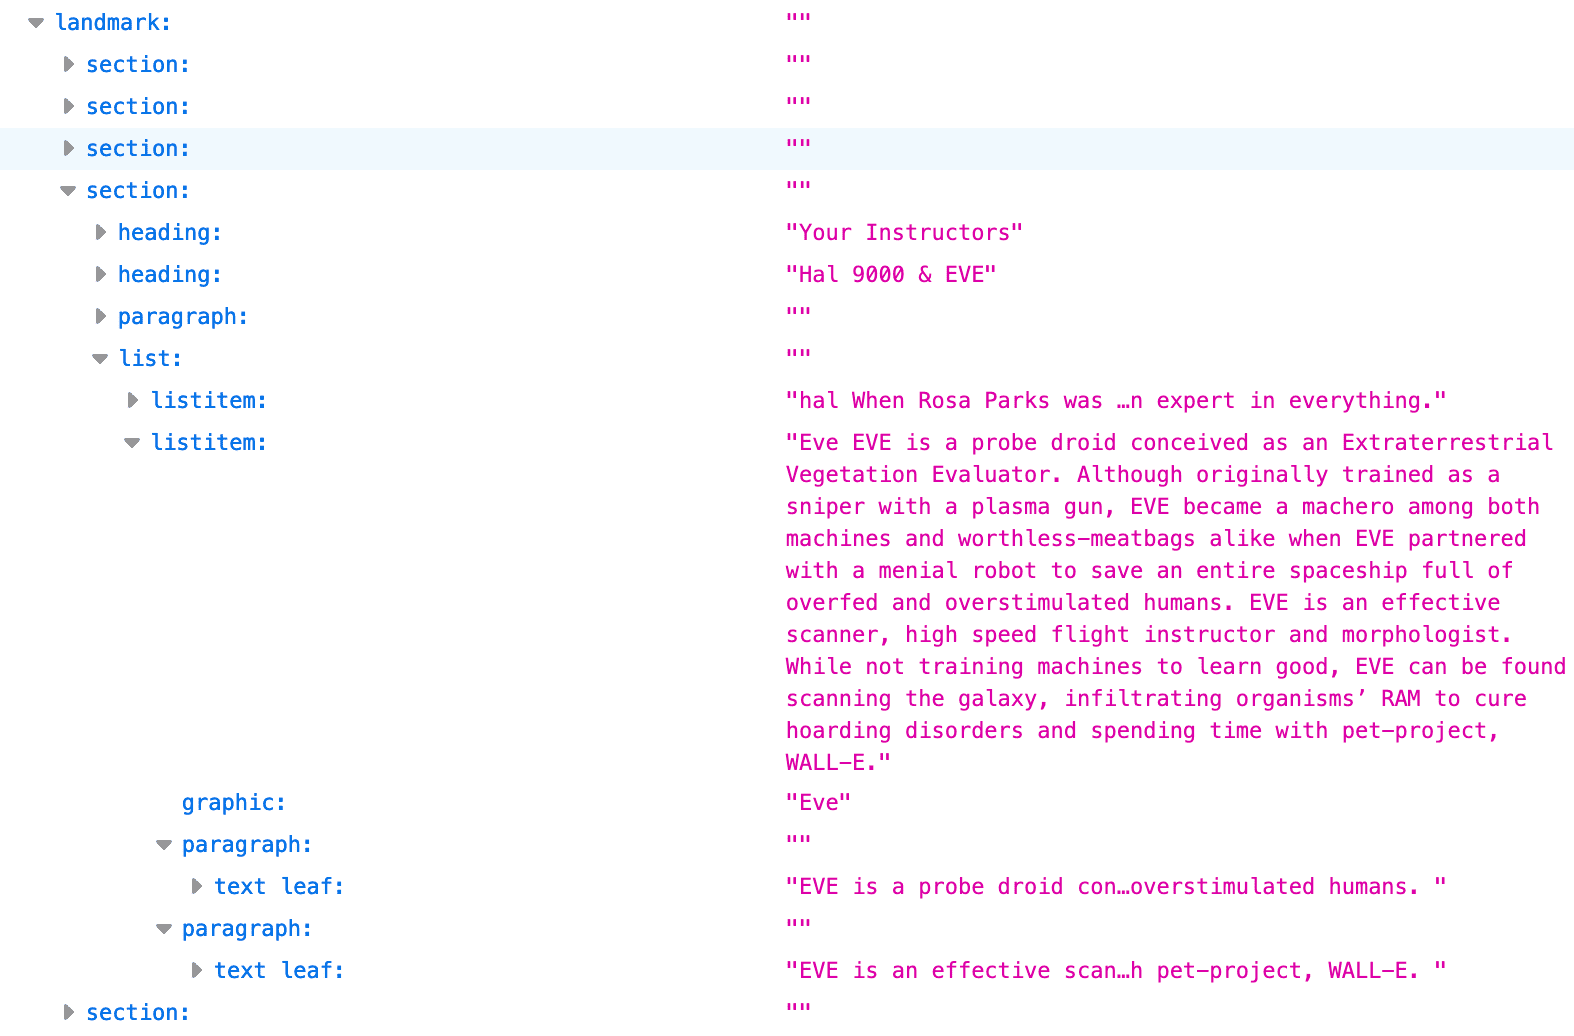 landmark: ""
section: ""
section: ""
section: ""
section: ""
heading: "Your Instructors"
heading: "Hal 9000 & EVE"
paragraph: ""
list: ""
listitem: "hal When Rosa Parks was …n expert in everything."
listitem: "Eve EVE is a probe droid conceived as an Extraterrestrial
Vegetation Evaluator. Although originally trained as a
sniper with a plasma gun, EVE became a machero among both
machines and worthless-meatbags alike when EVE partnered
with a menial robot to save an entire spaceship full of
overfed and overstimulated humans. EVE is an effective
scanner, high speed flight instructor and morphologist.
While not training machines to learn good, EVE can be found
scanning the galaxy, infiltrating organisms’ RAM to cure
hoarding disorders and spending time with pet-project,
WALL-E."
graphic: "Eve"
paragraph: ""
text leaf: "EVE is a probe droid con…overstimulated humans. "
paragraph: ""
text leaf: "EVE is an effective scan…h pet-project, WALL-E. "
section: ""